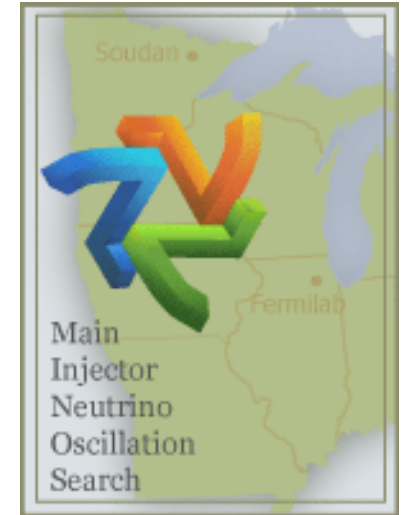 Soudan
Fermilab
Main
Injector
Neutrino
Oscillation
Search